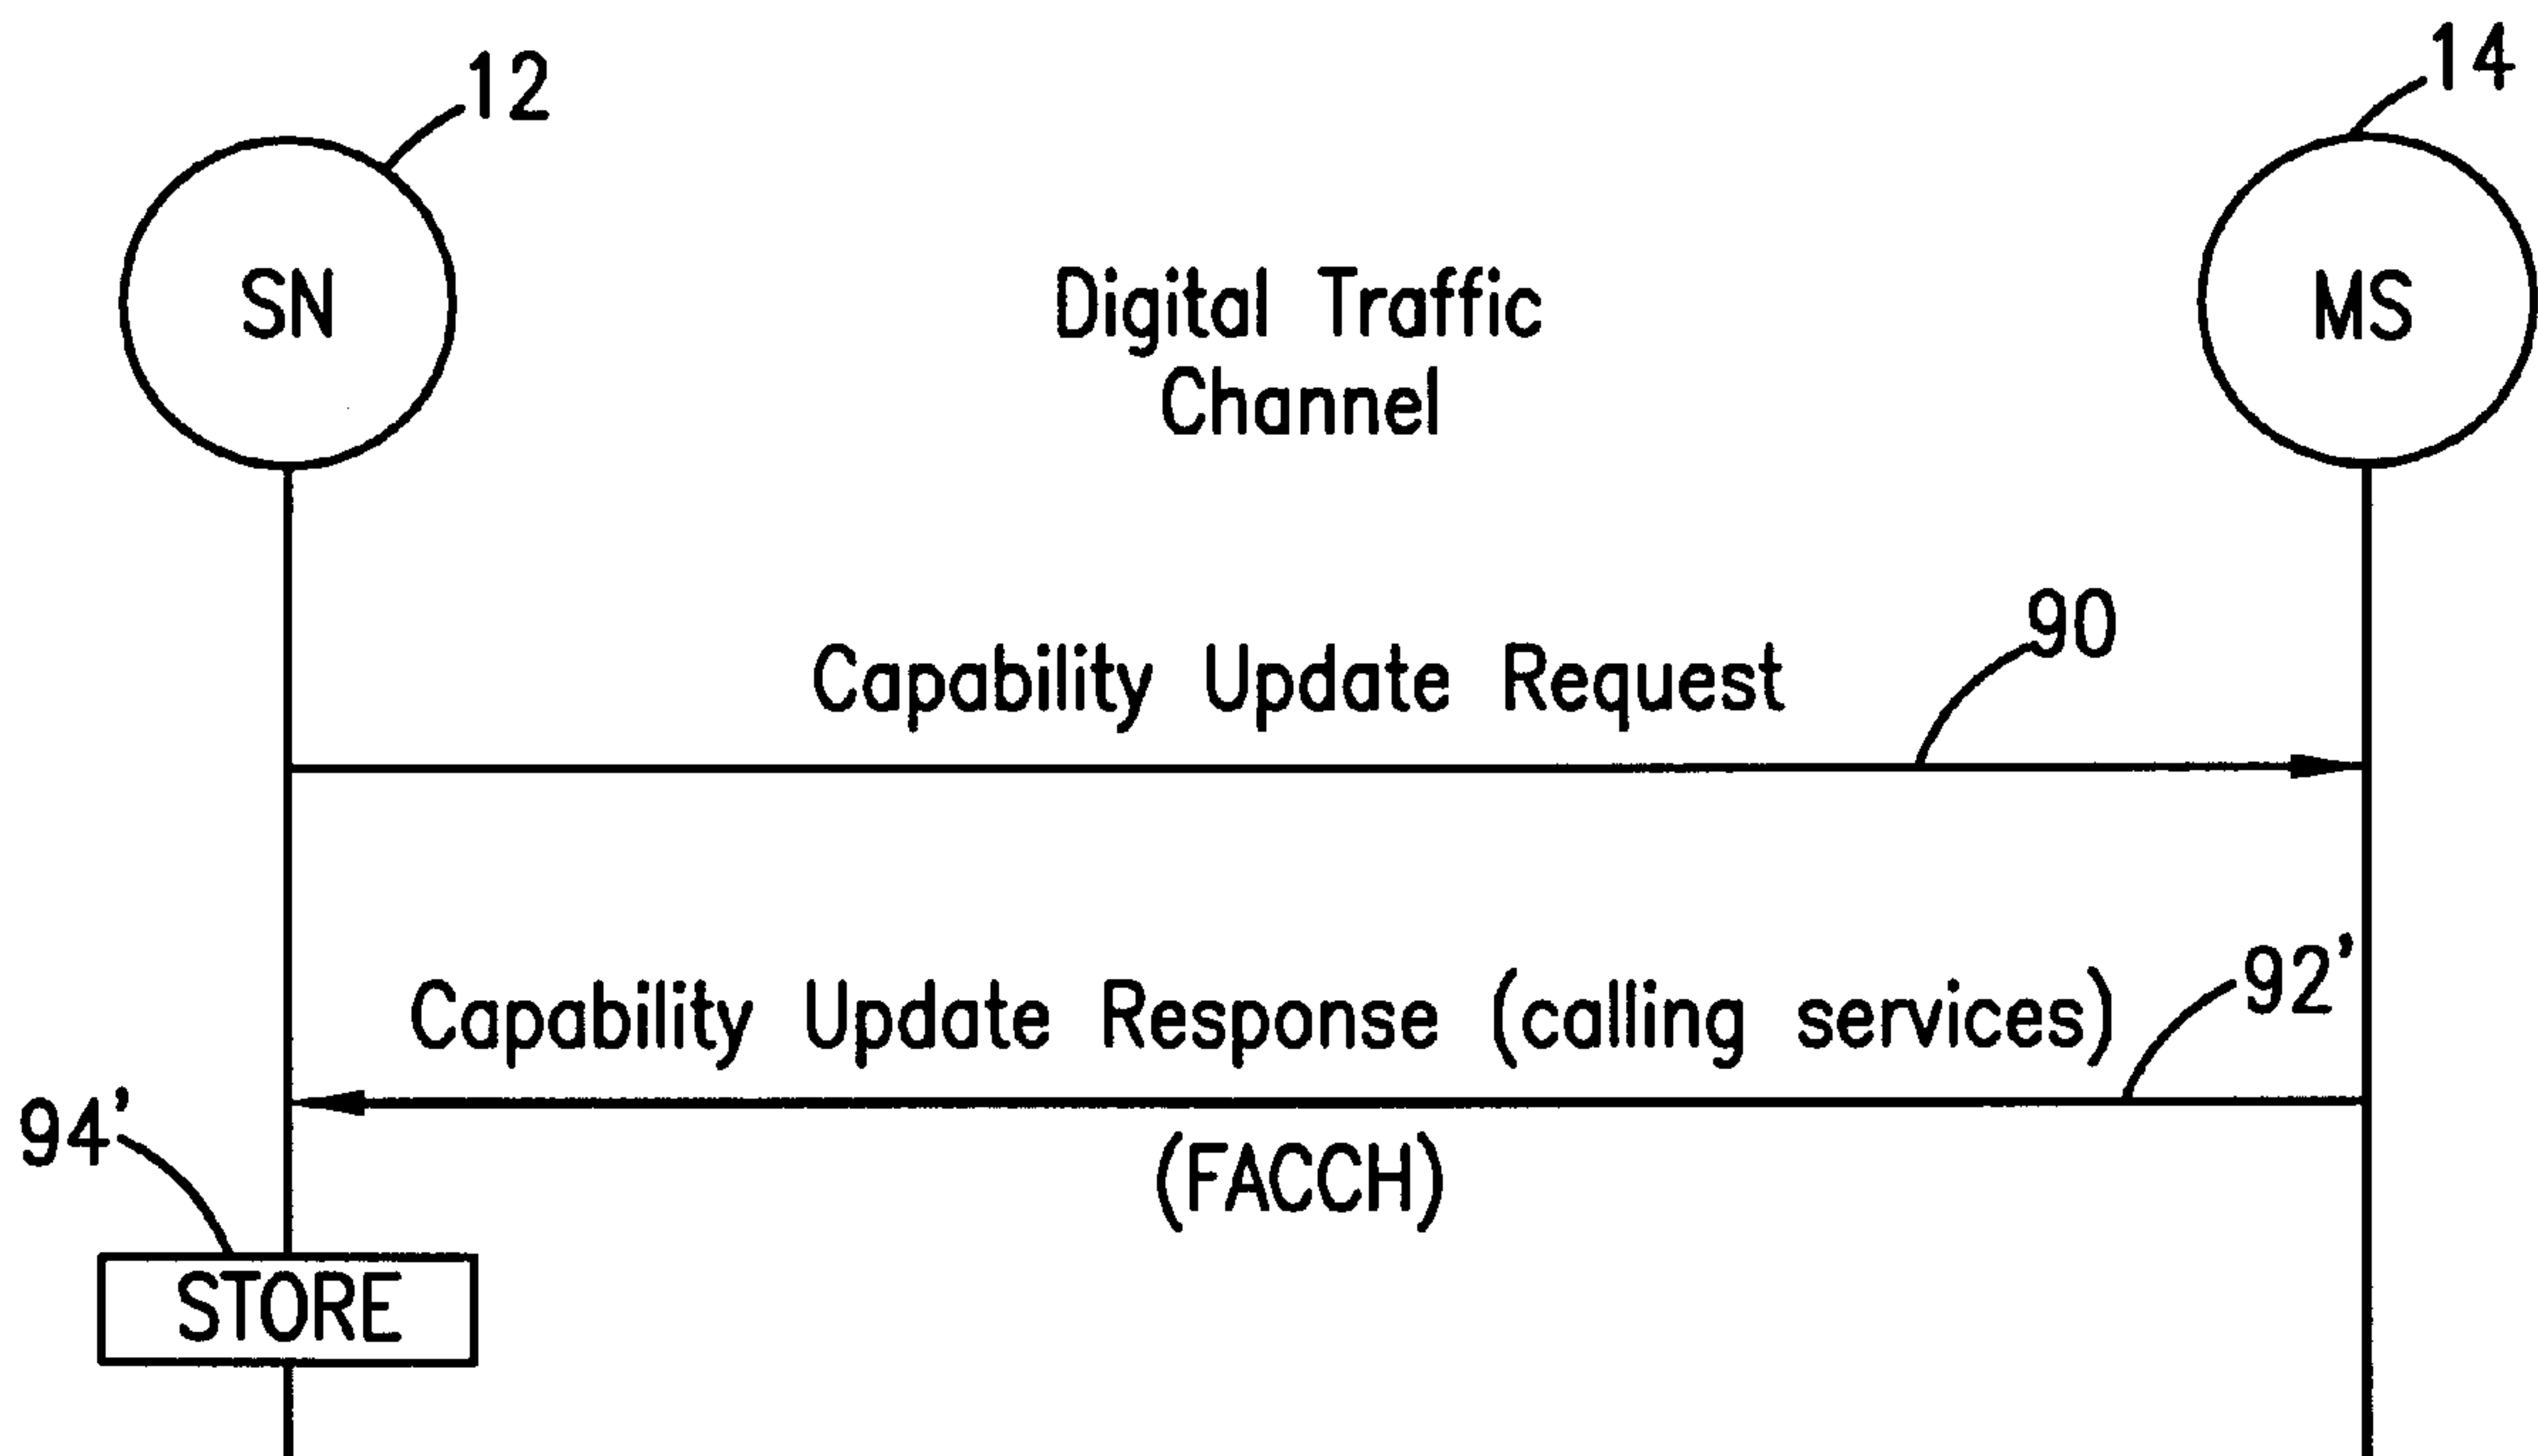 12
14
SN
MS
Digital Traffic
Channel
90
Capability Update Request
92'
Capability Update Response (calling services)
94'
(FACCH)
STORE